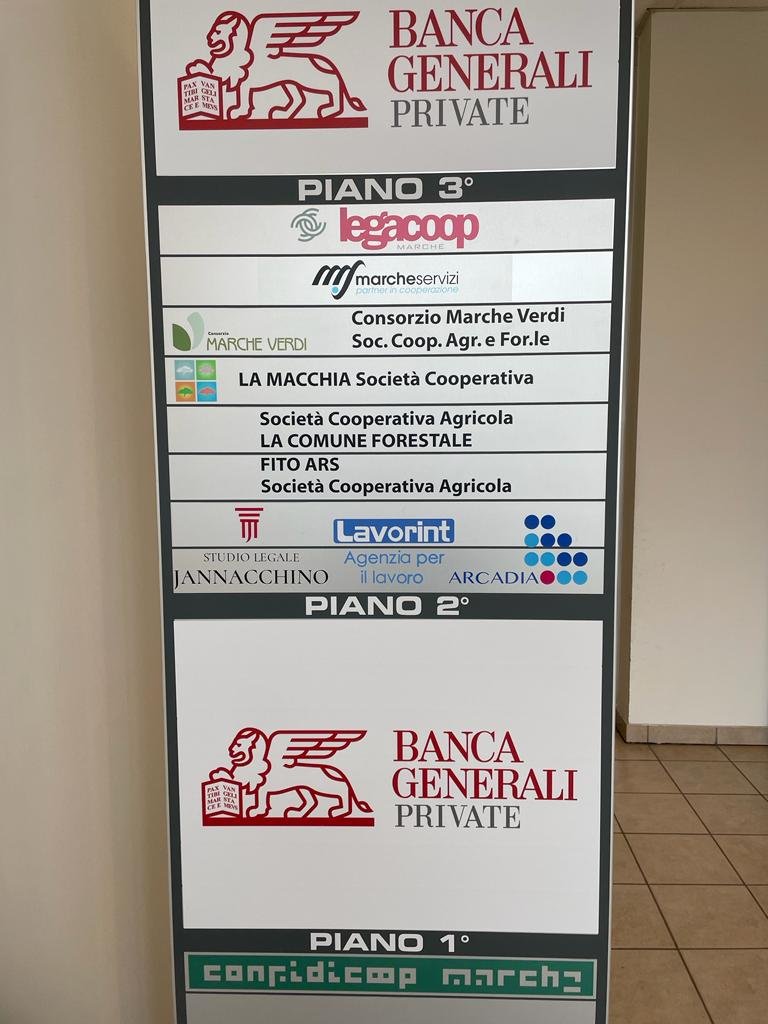 BANCA
GENERALI
PRIVATE
PAX VAN
TIBI GELI
MAR STA
CE E MEVS
PIANO 3°
legacoop
MARCHE
marcheservizi
partner in cooperazione
Consorzio
MARCHE VERDI
Consorzio Marche Verdi
Soc. Coop. Agr. e For.le
LA MACCHIA Società Cooperativa
Società Cooperativa Agricola
LA COMUNE FORESTALE
FITO ARS
Società Cooperativa Agricola
STUDIO LEGALE
JANNACCHINO
Lavorint
Agenzia per
il lavoro
ARCADIA
PIANO 2°
BANCA
GENERALI
PRIVATE
PAX VAN
TIBI GELI
MAR STA
CE E MEVS
PIANO 1°
confidicoop marche